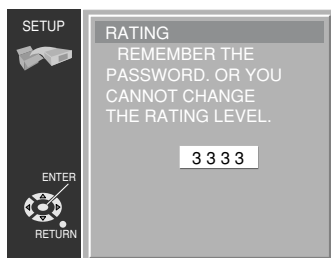 SETUP
RATING
REMEMBER THE
PASSWORD. OR YOU
CANNOT CHANGE
THE RATING LEVEL.
3333
ENTER
RETURN